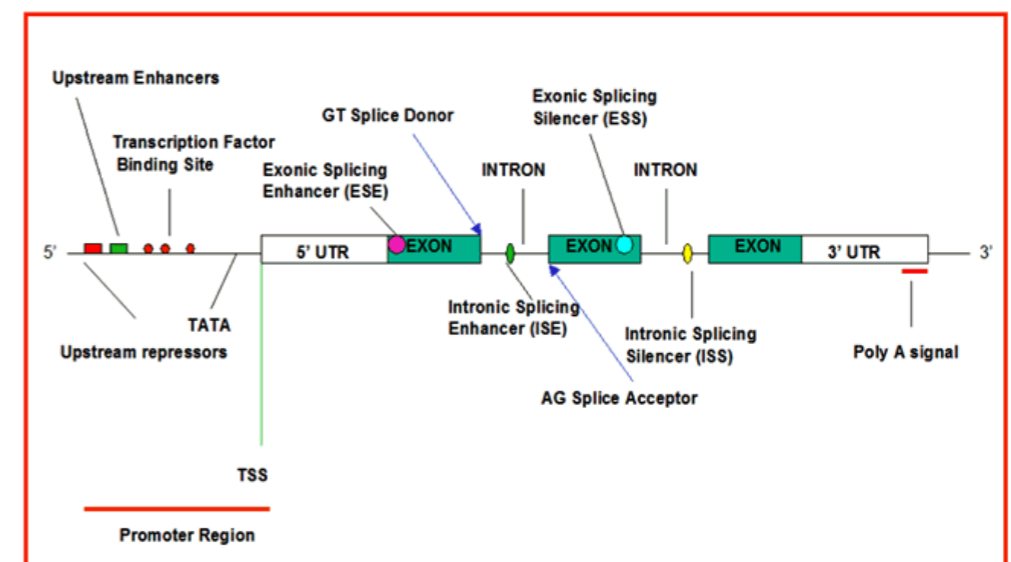 Upstream Enhancers
Transcription Factor
Binding Site
GT Splice Donor
Exonic Splicing
Enhancer (ESE)
INTRON
Exonic Splicing
Silencer (ESS)
INTRON
5'
5' UTR
EXON
EXON
EXON
3' UTR
3'
TATA
Upstream repressors
Intronic Splicing
Enhancer (ISE)
Intronic Splicing
Silencer (ISS)
Poly A signal
AG Splice Acceptor
TSS
Promoter Region